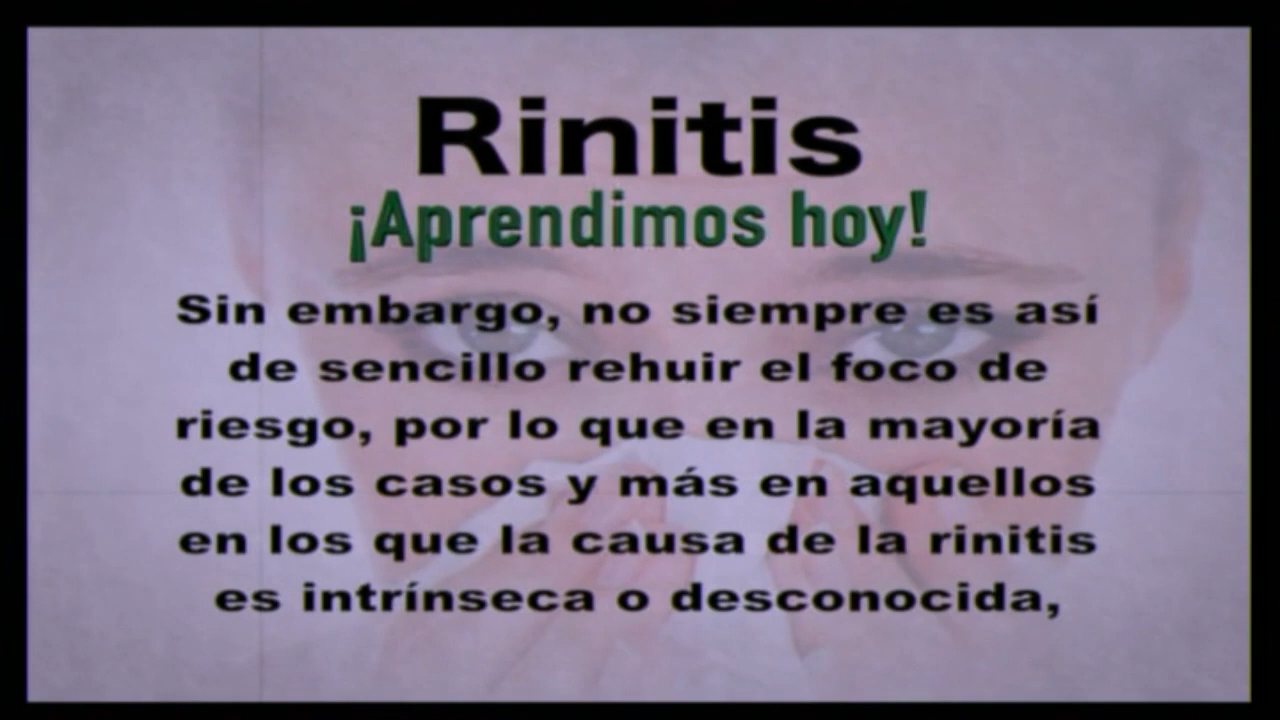 Rinitis
¡Aprendimos hoy!
Sin embargo, no siempre es así
de sencillo rehuir el foco de
riesgo, por lo que en la mayoría
de los casos y más en aquellos
en los que la causa de la rinitis
es intrínseca o desconocida,